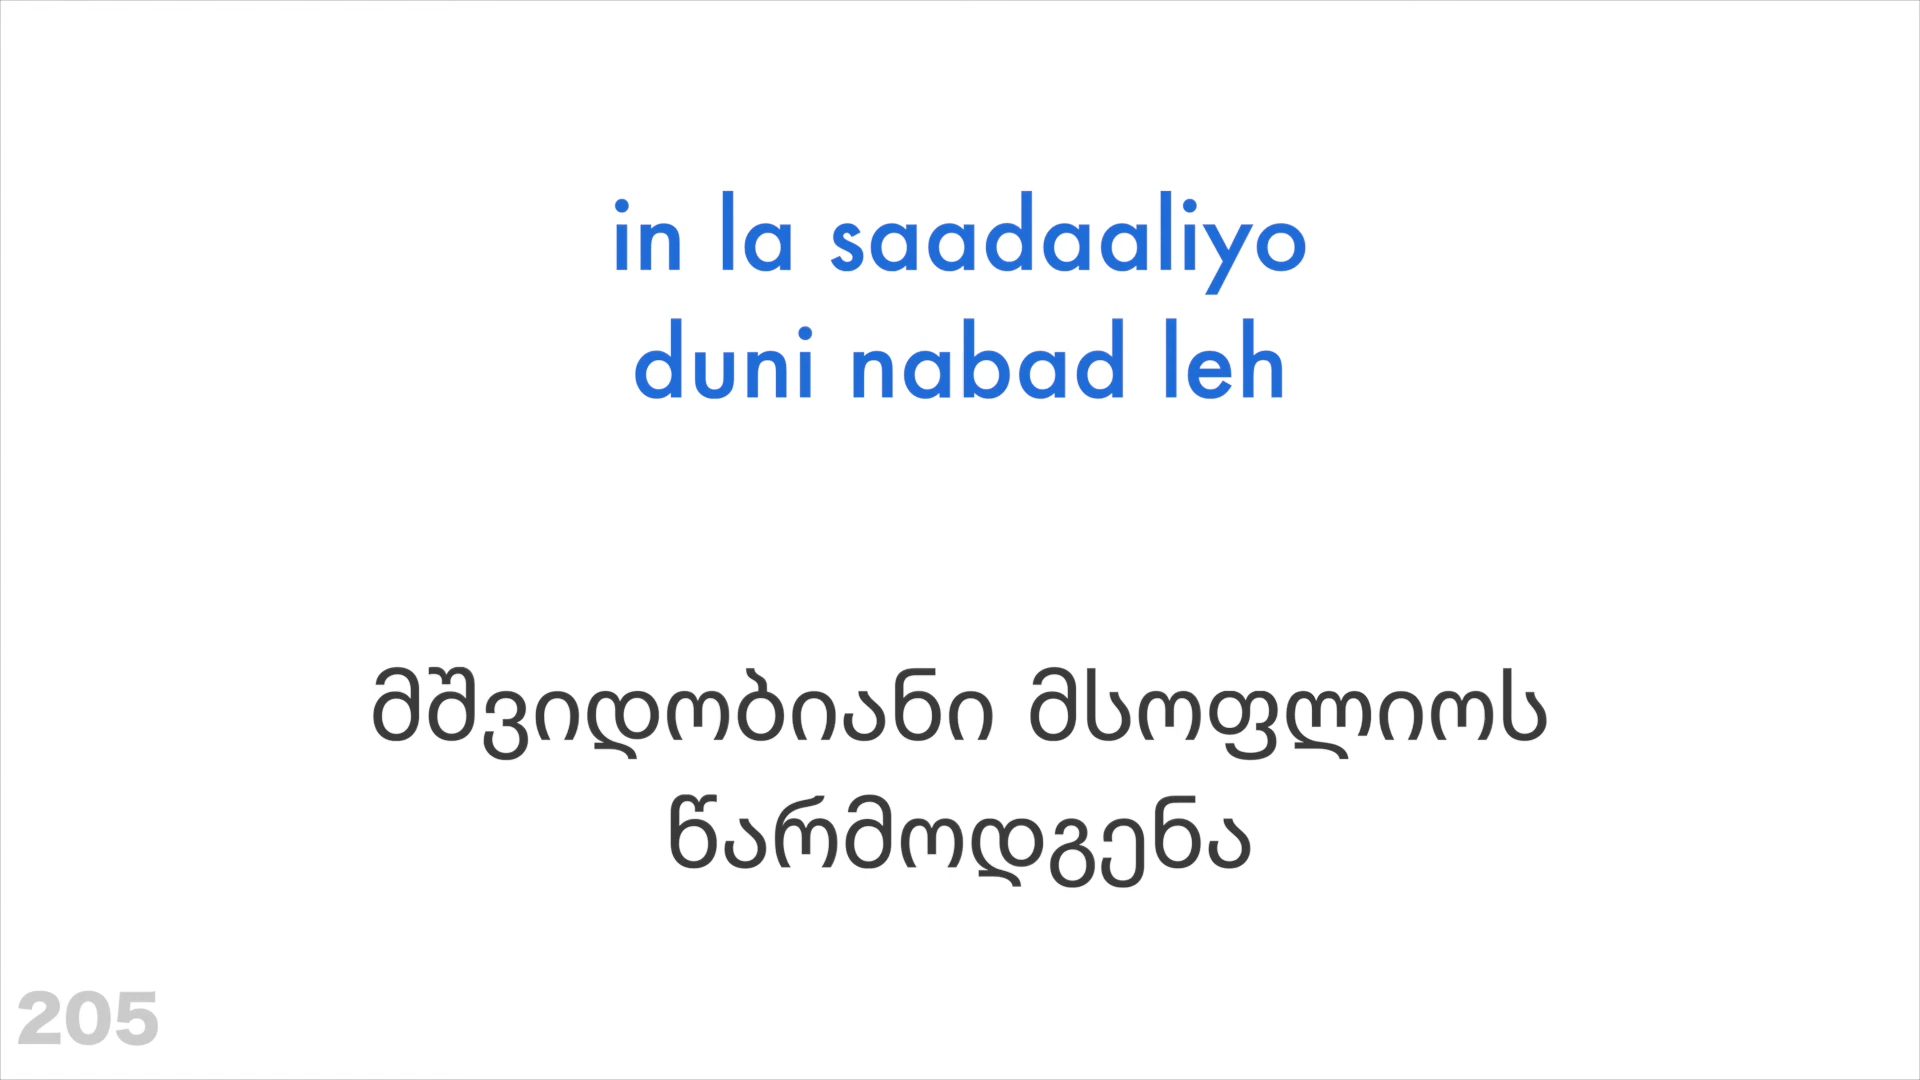 in la saadaaliyo
duni nabad leh
მშვიდობიანი მსოფლიოს
წარმოდგენა
205